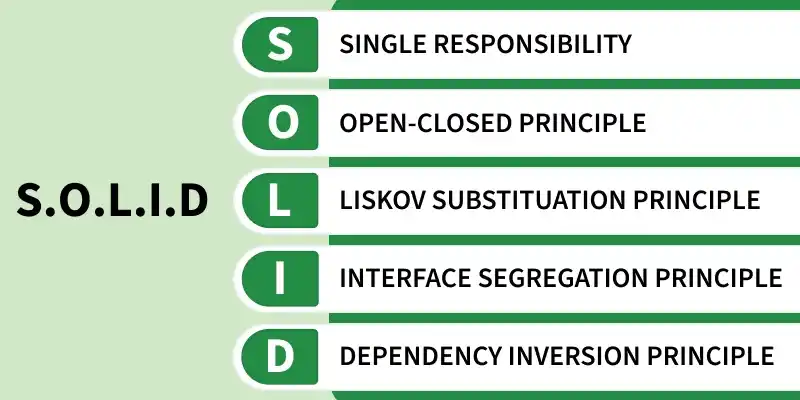 S.O.L.I.D
S SINGLE RESPONSIBILITY
O OPEN-CLOSED PRINCIPLE
L LISKOV SUBSTITUATION PRINCIPLE
I INTERFACE SEGREGATION PRINCIPLE
D DEPENDENCY INVERSION PRINCIPLE